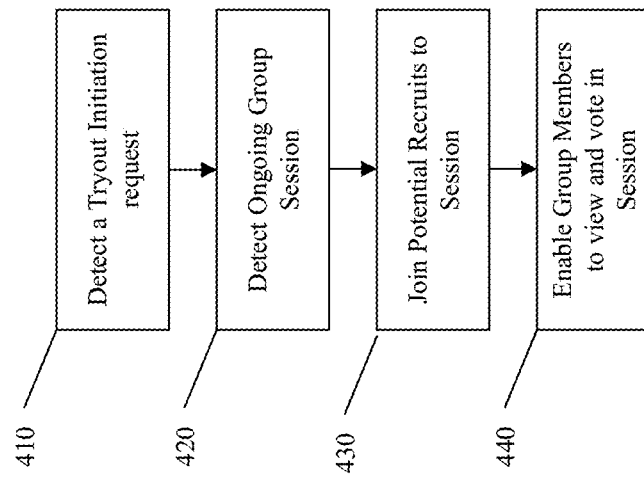 410
Detect a Tryout Initiation
request
420
Detect Ongoing Group
Session
430
Join Potential Recruits to
Session
440
Enable Group Members
to view and vote in
Session